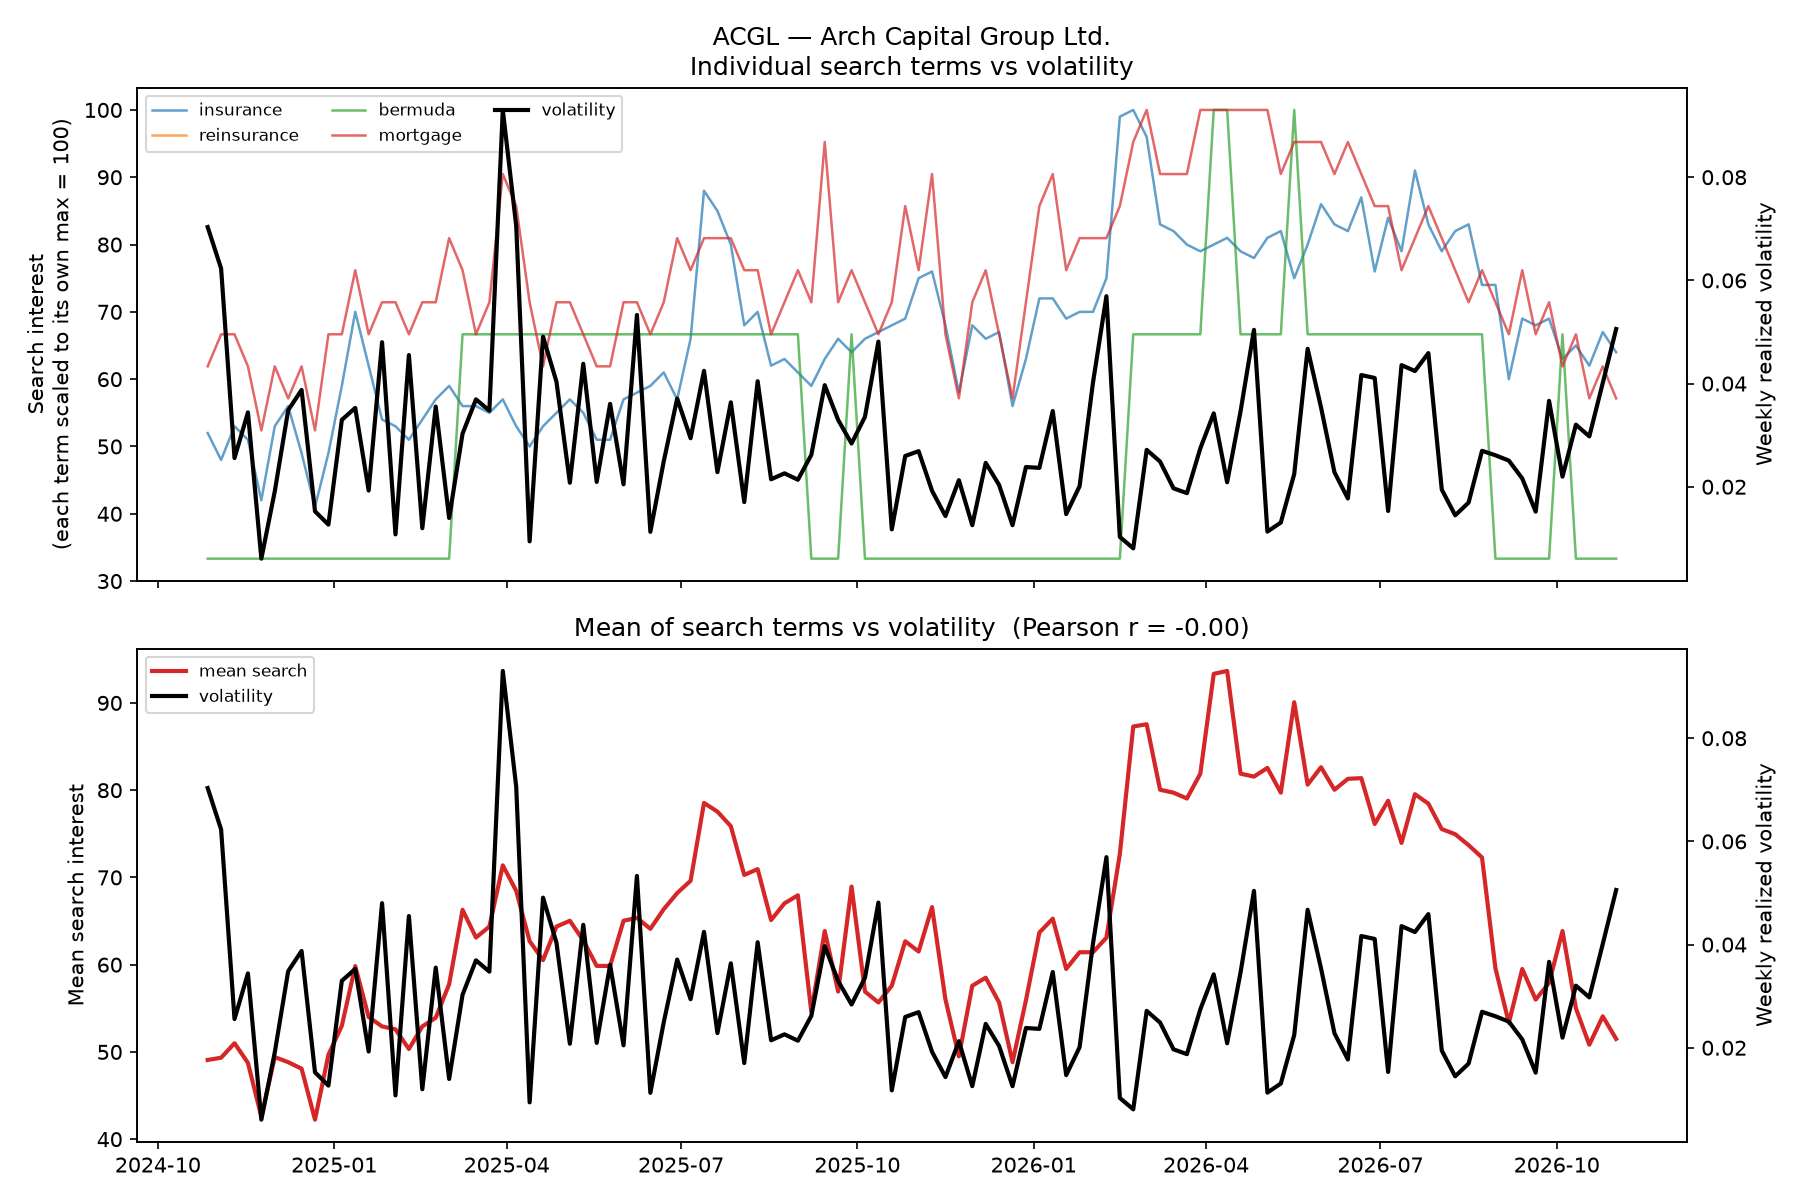 ACGL — Arch Capital Group Ltd.
Individual search terms vs volatility
insurance
reinsurance
bermuda
mortgage
volatility
Search interest
(each term scaled to its own max = 100)
100
90
80
70
60
50
40
30
Weekly realized volatility
0.08
0.06
0.04
0.02
Mean of search terms vs volatility (Pearson r = -0.00)
mean search
volatility
Mean search interest
90
80
70
60
50
40
Weekly realized volatility
0.08
0.06
0.04
0.02
2024-10
2025-01
2025-04
2025-07
2025-10
2026-01
2026-04
2026-07
2026-10